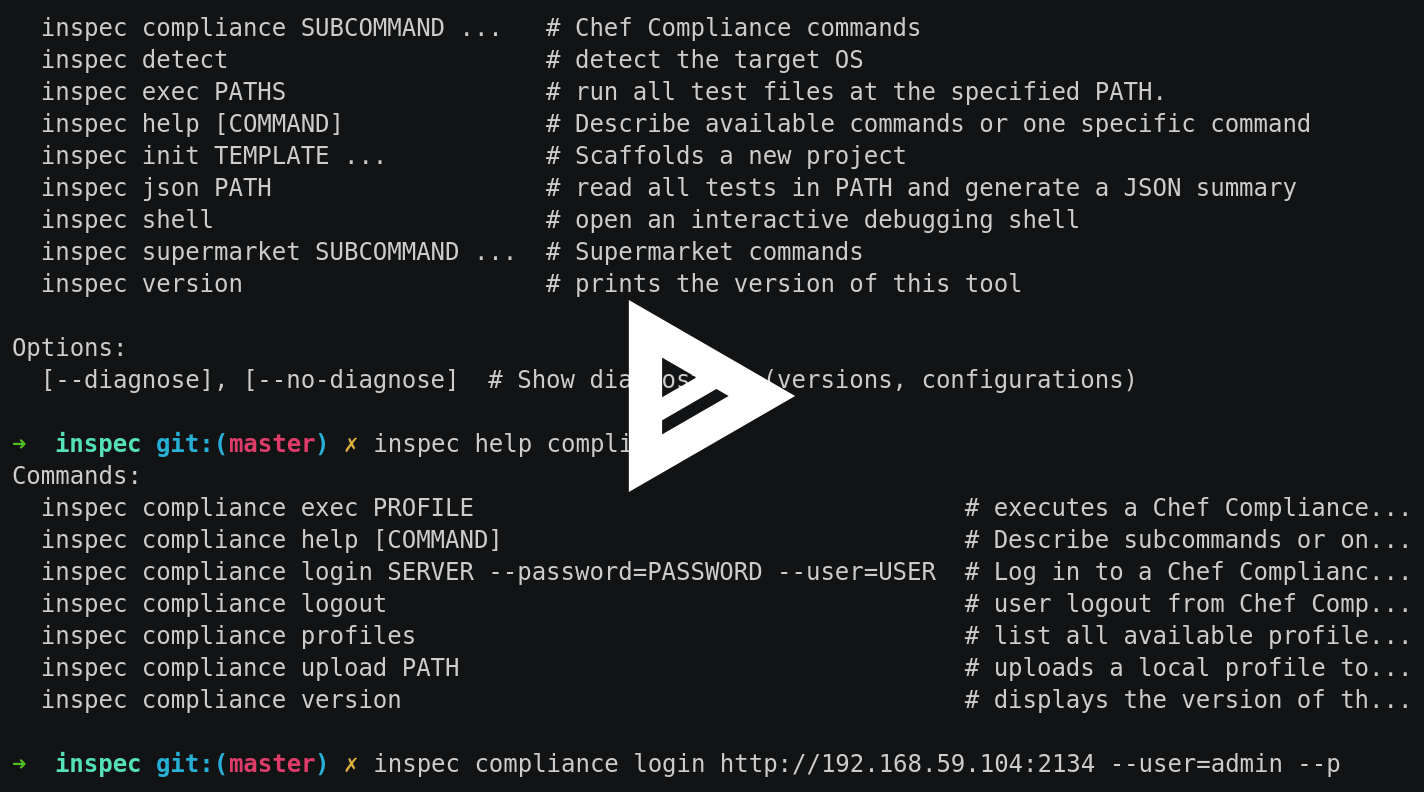 inspec compliance SUBCOMMAND ... # Chef Compliance commands
inspec detect # detect the target OS
inspec exec PATHS # run all test files at the specified PATH.
inspec help [COMMAND] # Describe available commands or one specific command
inspec init TEMPLATE ... # Scaffolds a new project
inspec json PATH # read all tests in PATH and generate a JSON summary
inspec shell # open an interactive debugging shell
inspec supermarket SUBCOMMAND ... # Supermarket commands
inspec version # prints the version of this tool
Options:
[--diagnose], [--no-diagnose] # Show (versions, configurations)
➜ inspec git:(master) ✗ inspec help
Commands:
inspec compliance exec PROFILE # executes a Chef Compliance...
inspec compliance help [COMMAND] # Describe subcommands or on...
inspec compliance login SERVER --password=PASSWORD --user=USER # Log in to a Chef Complianc...
inspec compliance logout # user logout from Chef Comp...
inspec compliance profiles # list all available profile...
inspec compliance upload PATH # uploads a local profile to...
inspec compliance version # displays the version of th...
➜ inspec git:(master) ✗ inspec compliance login http://192.168.59.104:2134 --user=admin --p